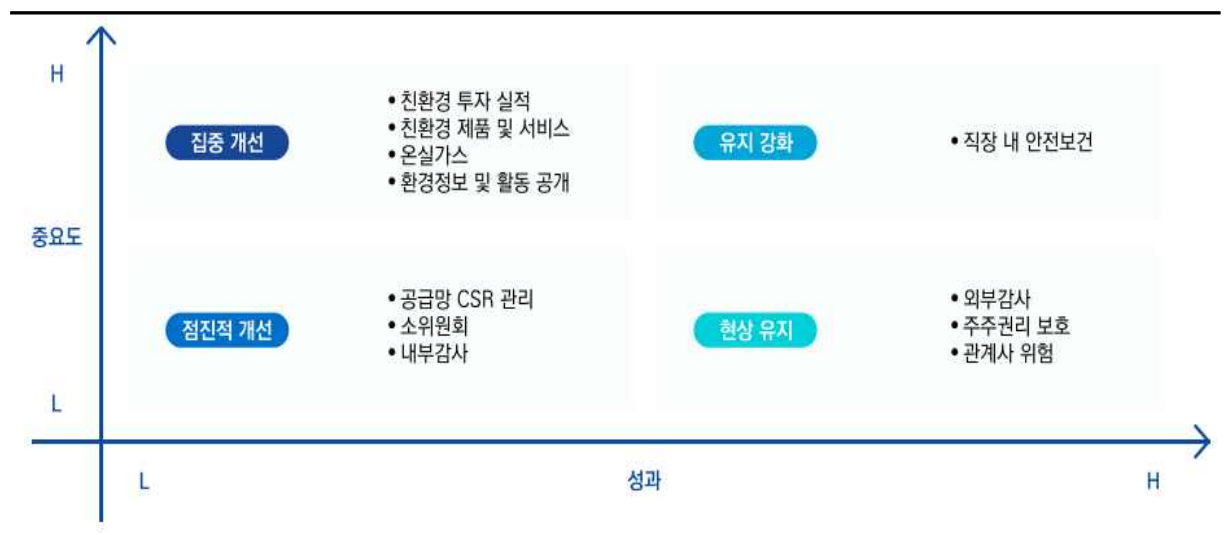 H
집중 개선
• 친환경 투자 실적
• 친환경 제품 및 서비스
• 온실가스
• 환경정보 및 활동 공개
유지 강화
• 직장 내 안전보건
중요도
점진적 개선
• 공급망 CSR 관리
• 소위원회
• 내부감사
현상 유지
• 외부감사
• 주주권리 보호
• 관계사 위험
L
L
성과
H